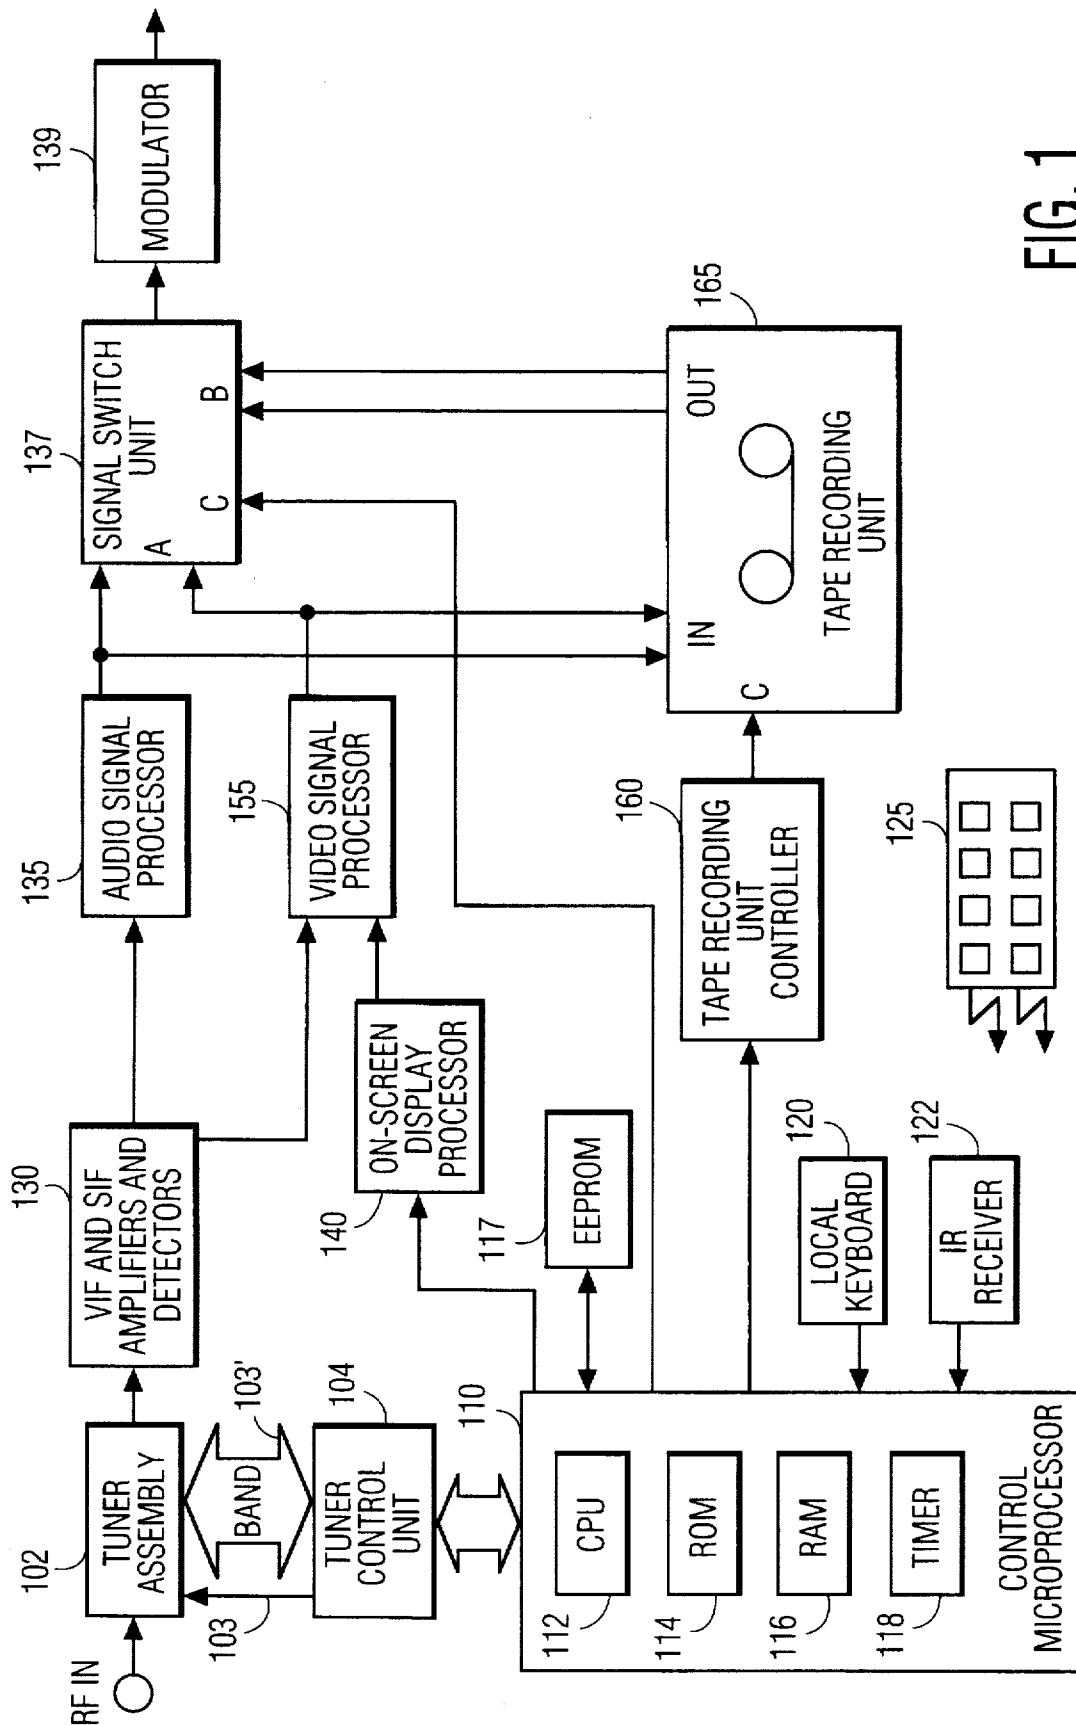 RF IN
102
TUNER
ASSEMBLY
103
BAND
103'
TUNER
CONTROL
UNIT
104
130
VIF AND SIF
AMPLIFIERS AND
DETECTORS
135
AUDIO SIGNAL
PROCESSOR
155
VIDEO SIGNAL
PROCESSOR
137
SIGNAL SWITCH
UNIT
A
C
B
139
MODULATOR
140
ON-SCREEN
DISPLAY
PROCESSOR
110
112
CPU
114
ROM
116
RAM
118
TIMER
CONTROL
MICROPROCESSOR
117
EEPROM
120
LOCAL
KEYBOARD
122
IR
RECEIVER
160
TAPE RECORDING
UNIT
CONTROLLER
165
IN
OUT
C
TAPE RECORDING
UNIT
125
FIG. 1